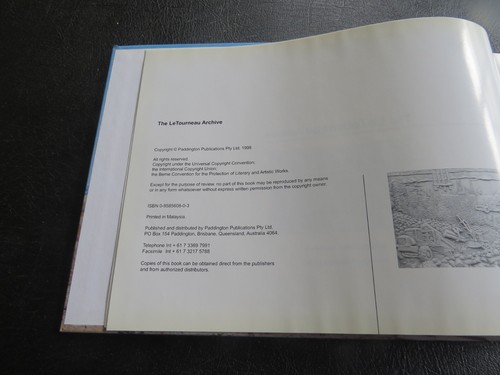 The LeTourneau Archive
Copyright © Paddington Publications Pty Ltd. 1998
All rights reserved.
Copyright under the Universal Copyright Convention;
the International Copyright Union;
the Berne Convention for the Protection of Literary and Artistic Works.
Except for the purpose of review, no part of this book may be reproduced by any means
or in any form whatsoever without express written permission from the copyright owner.
Printed in Malaysia.
Published and distributed by Paddington Publications Pty Ltd.
PO Box 154 Paddington, Brisbane, Queensland, Australia 4064.
Telephone Int + 61 7 3369 7991
Facsimile Int + 61 7 3217 5768
Copies of this book can be obtained direct from the publishers
and from authorized distributors.